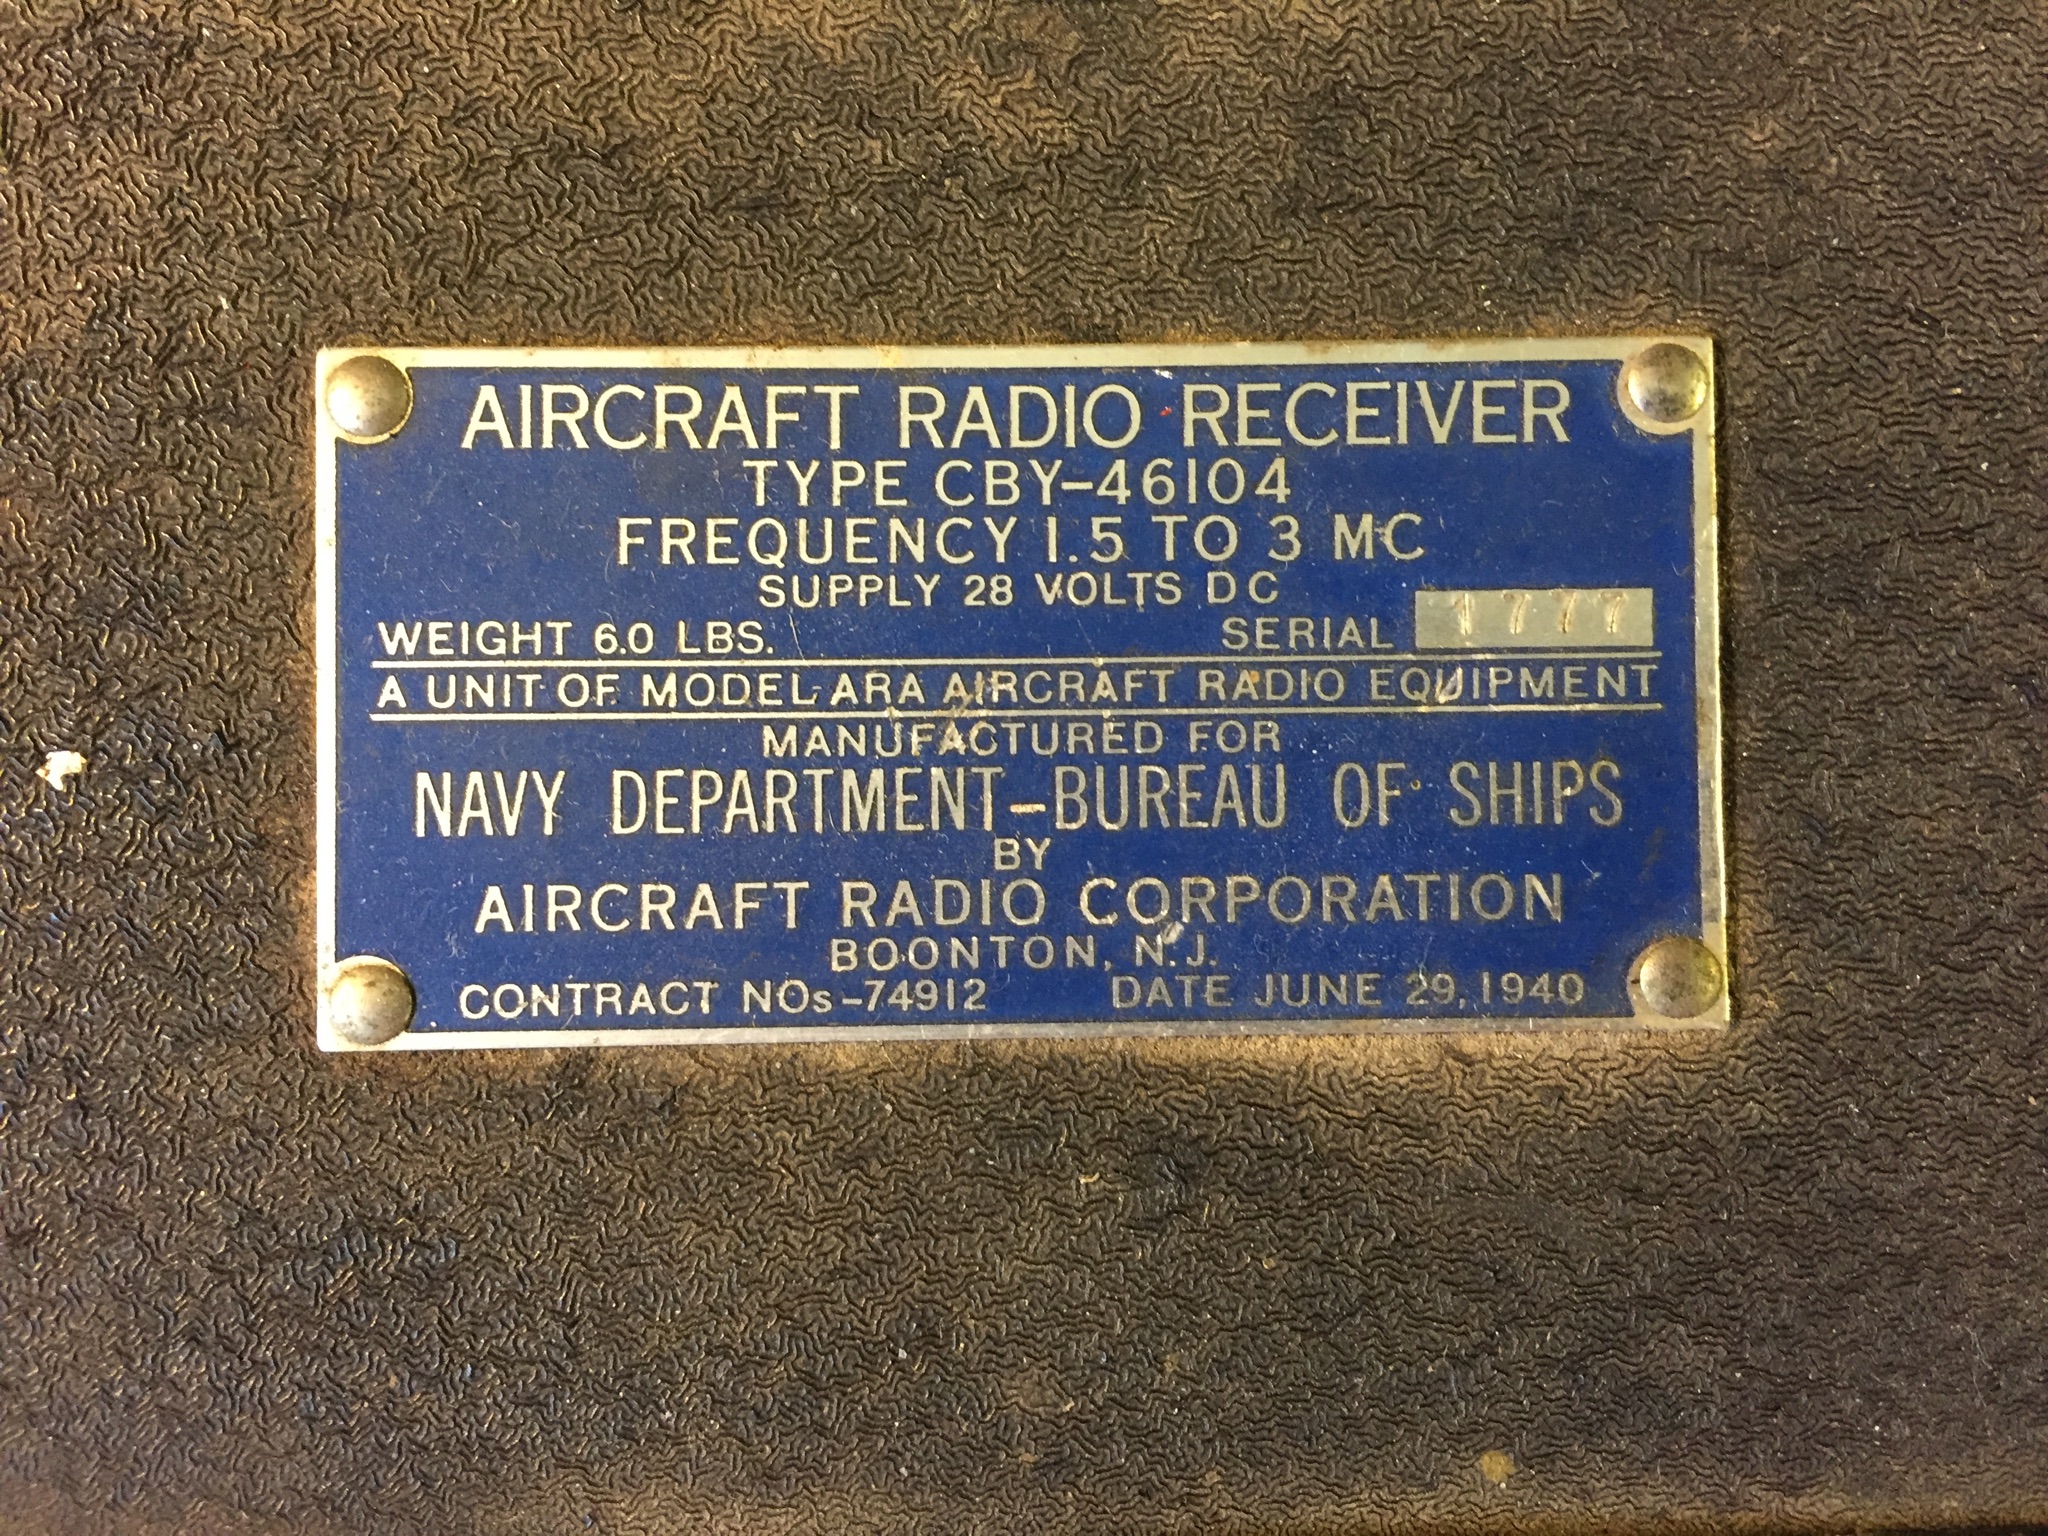 AIRCRAFT RADIO RECEIVER
TYPE CBY-46104
FREQUENCY 1.5 TO 3 MC
SUPPLY 28 VOLTS DC
WEIGHT 6.0 LBS. SERIAL 1777
A UNIT OF MODEL ARA AIRCRAFT RADIO EQUIPMENT
MANUFACTURED FOR
NAVY DEPARTMENT-BUREAU OF SHIPS
BY
AIRCRAFT RADIO CORPORATION
BOONTON, N.J.
CONTRACT NOs-74912 DATE JUNE 29, 1940